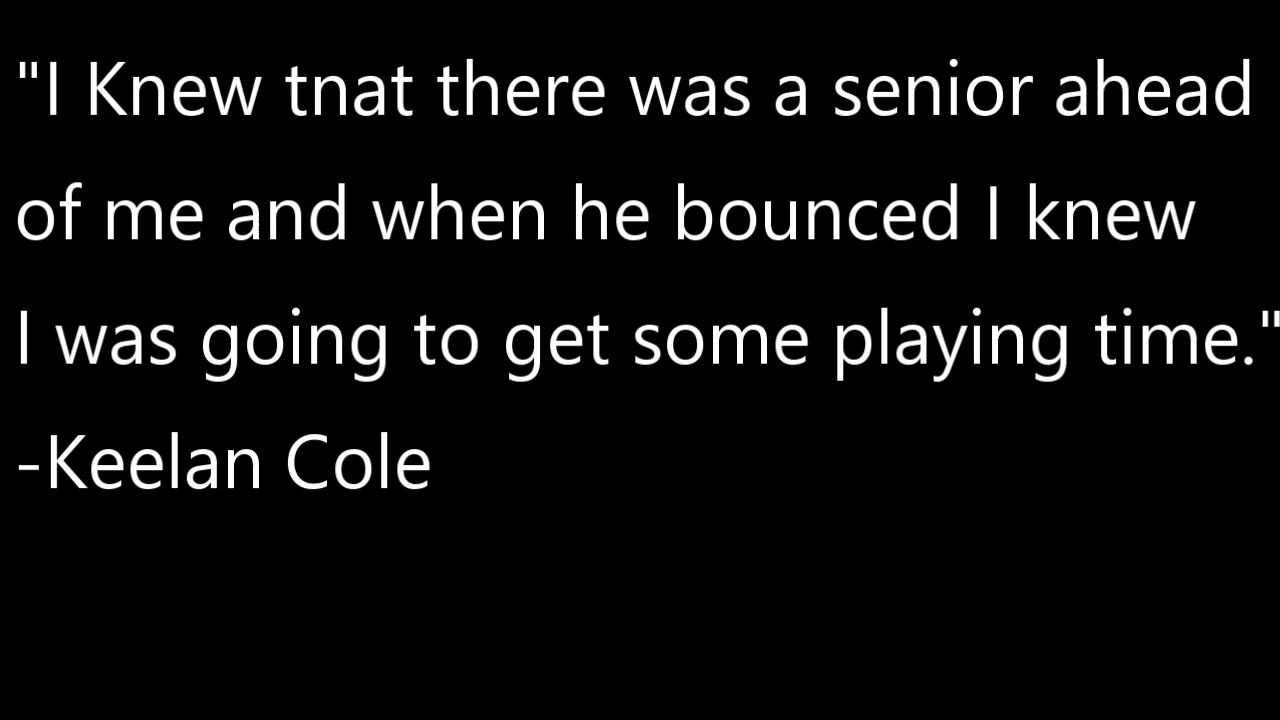 "I Knew tnat there was a senior ahead
of me and when he bounced I knew
I was going to get some playing time."
-Keelan Cole